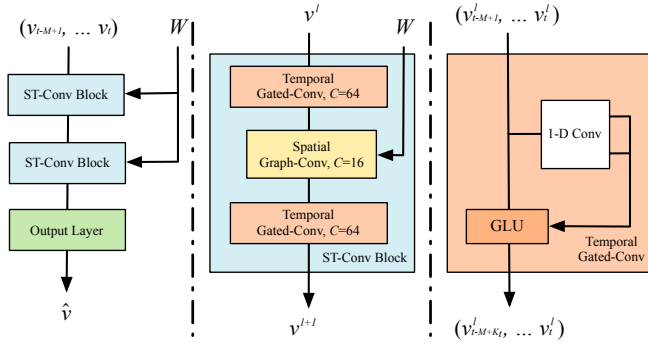 (v_{t-M+1}, ... v_t)
W
ST-Conv Block
ST-Conv Block
Output Layer
v̂
v^l
W
Temporal
Gated-Conv, C=64
Spatial
Graph-Conv, C=16
Temporal
Gated-Conv, C=64
ST-Conv Block
v^{l+1}
(v^l_{t-M+1}, ... v^l_t)
1-D Conv
GLU
Temporal
Gated-Conv
(v^l_{t-M+K_t}, ... v^l_t)